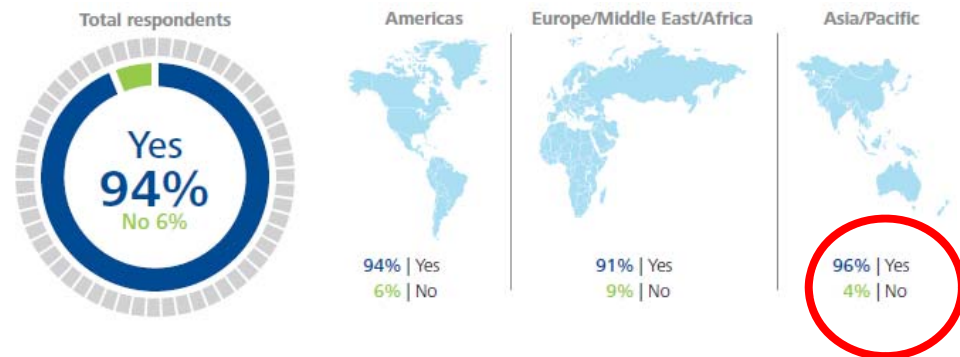 Total respondents
Yes
94%
No 6%
Americas
94% | Yes
6% | No
Europe/Middle East/Africa
91% | Yes
9% | No
Asia/Pacific
96% | Yes
4% | No